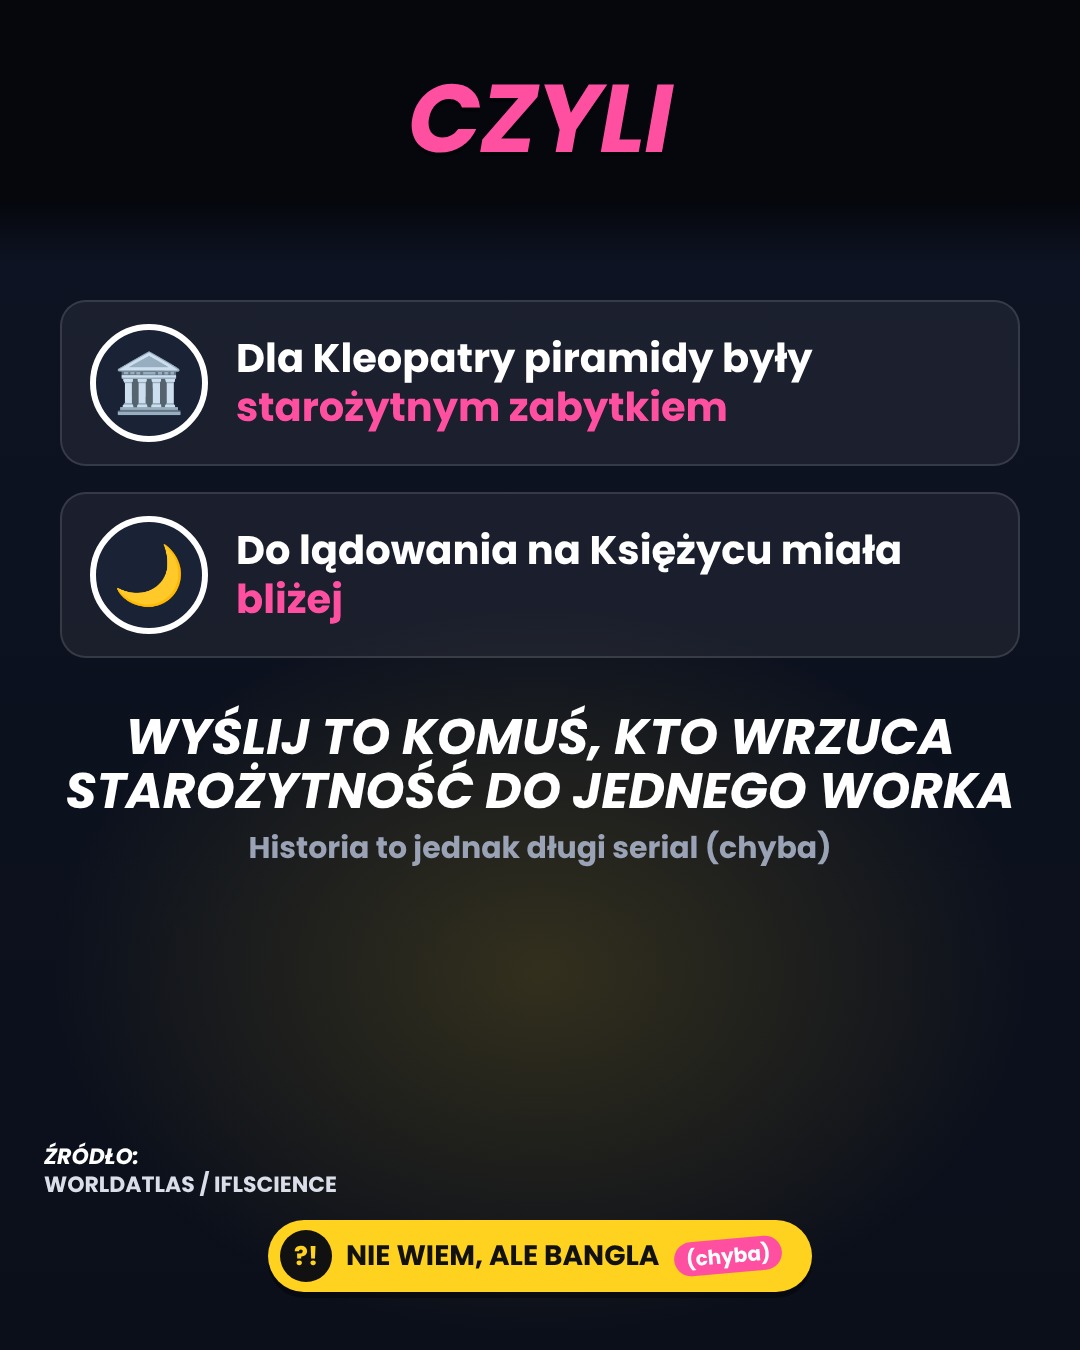 CZYLI
Dla Kleopatry piramidy były
starożytnym zabytkiem
Do lądowania na Księżycu miała
bliżej
WYŚLIJ TO KOMUŚ, KTO WRZUCA
STAROŻYTNOŚĆ DO JEDNEGO WORKA
Historia to jednak długi serial (chyba)
ŹRÓDŁO:
WORLDATLAS / IFLSCIENCE
?! NIE WIEM, ALE BANGLA (chyba)